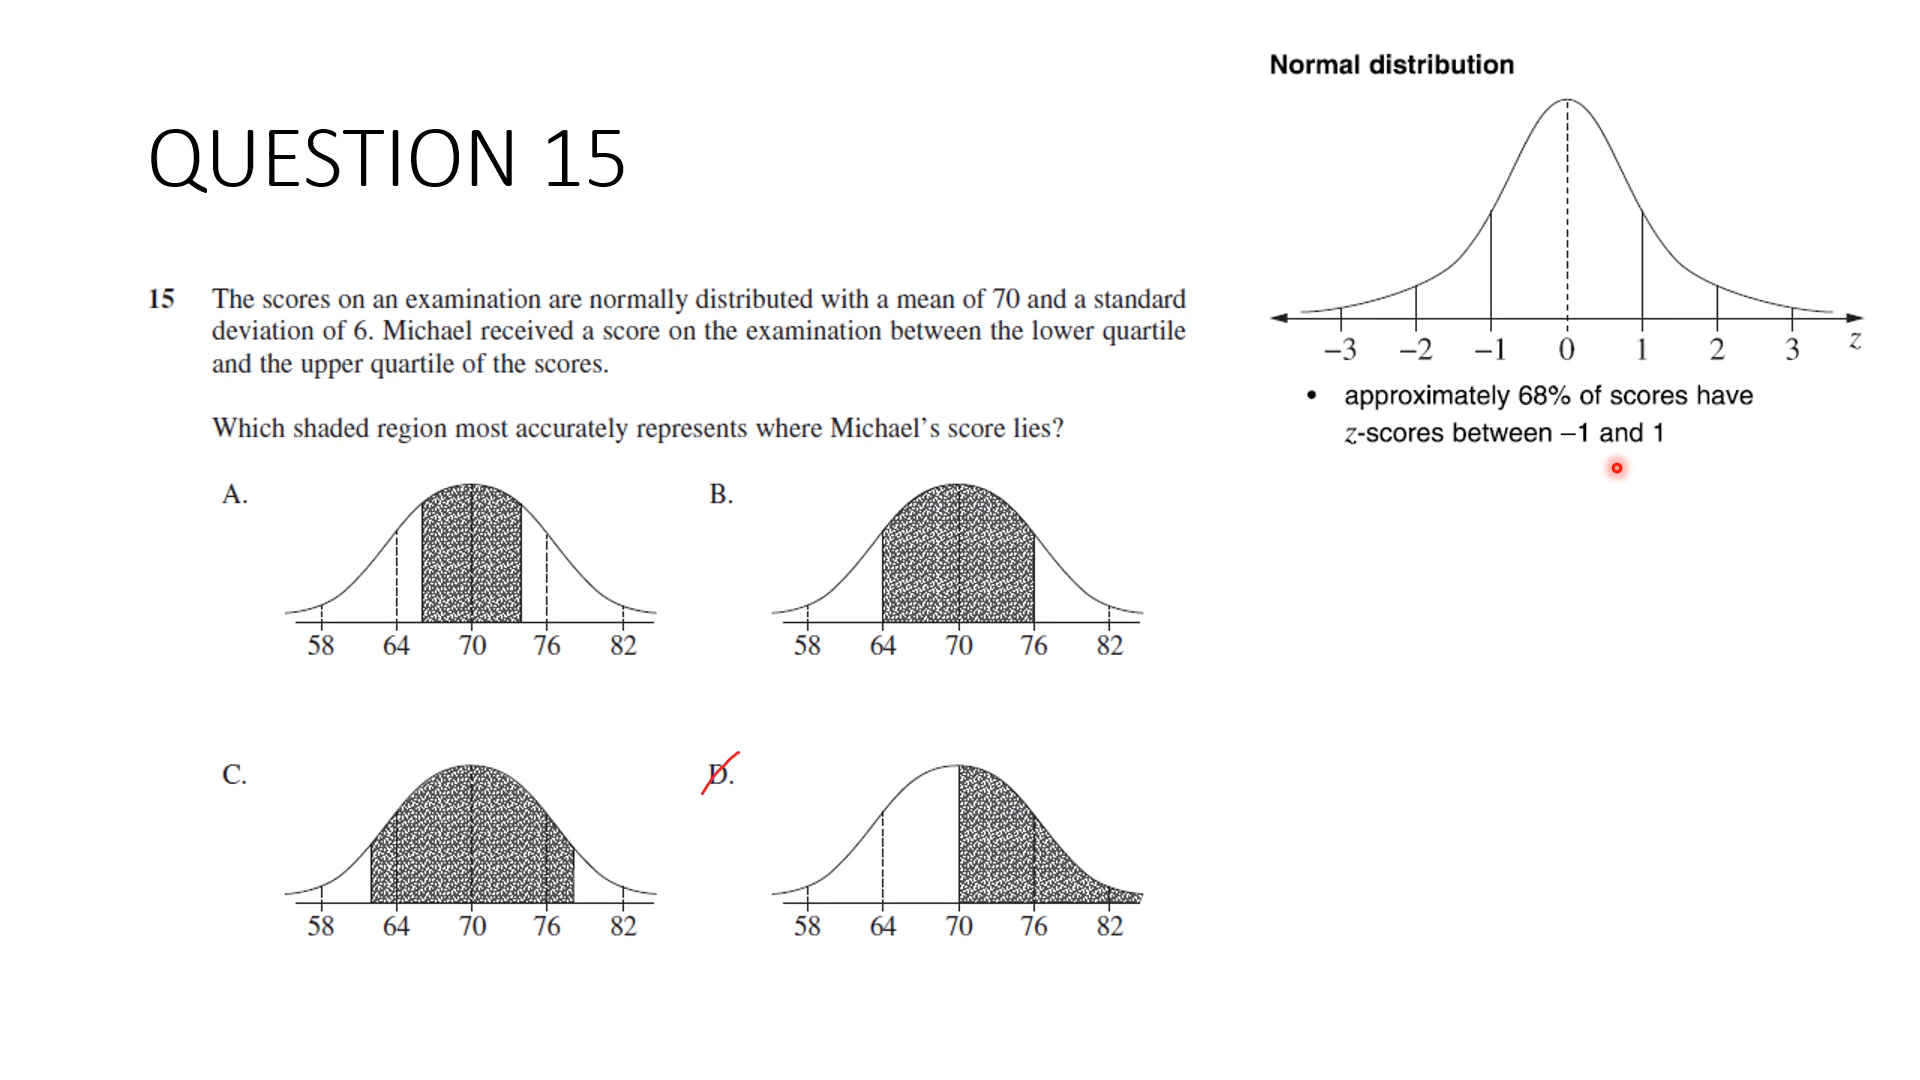 Normal distribution
QUESTION 15
−3 −2 −1 0 1 2 3 z
• approximately 68% of scores have
z-scores between −1 and 1
15 The scores on an examination are normally distributed with a mean of 70 and a standard
deviation of 6. Michael received a score on the examination between the lower quartile
and the upper quartile of the scores.
Which shaded region most accurately represents where Michael’s score lies?
A.
58 64 70 76 82
B.
58 64 70 76 82
C.
58 64 70 76 82
D.
58 64 70 76 82